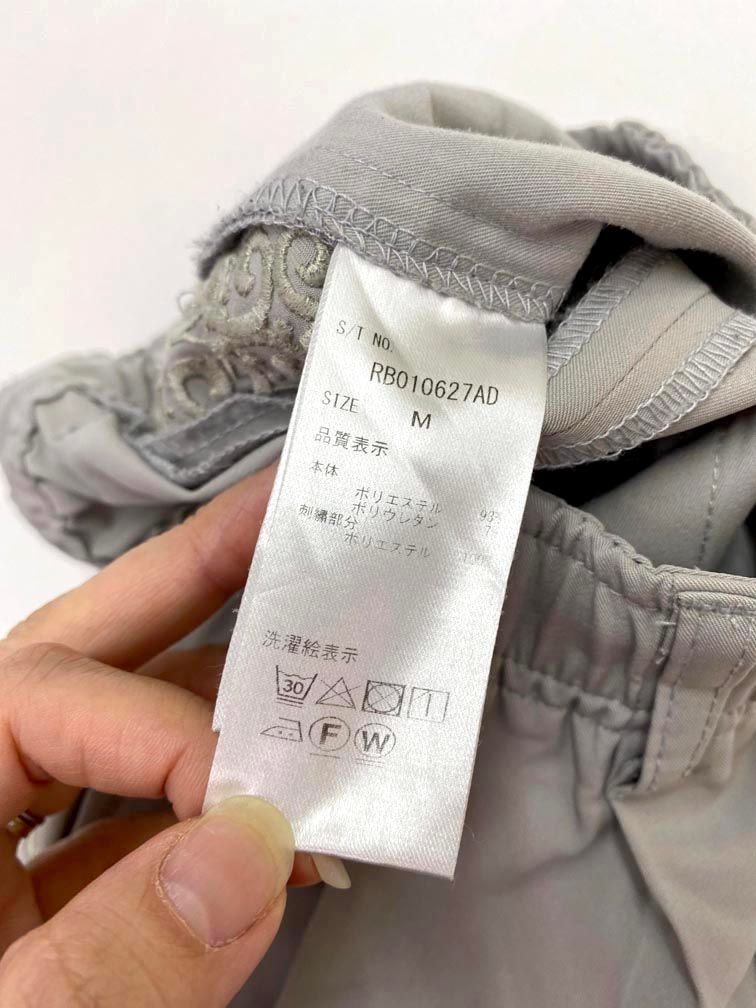 S/T NO.
RB010627AD
SIZE M
品質表示
本体
ポリエステル 93%
ポリウレタン
刺繍部分
ポリエステル
洗濯絵表示
30
F W